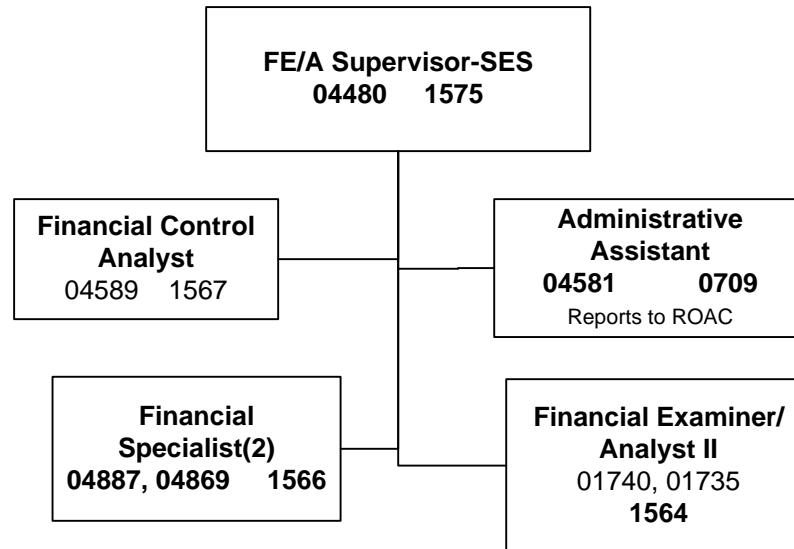 FE/A Supervisor-SES
04480 1575
Financial Control
Analyst
04589 1567
Administrative
Assistant
04581 0709
Reports to ROAC
Financial
Specialist(2)
04887, 04869 1566
Financial Examiner/
Analyst II
01740, 01735
1564